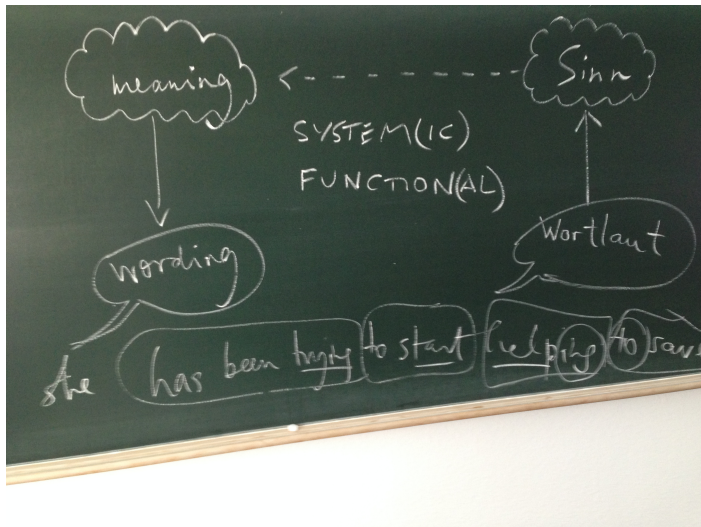 meaning
Sinn
SYSTEM(IC)
FUNCTION(AL)
wording
Wortlaut
she has been trying to start helping to